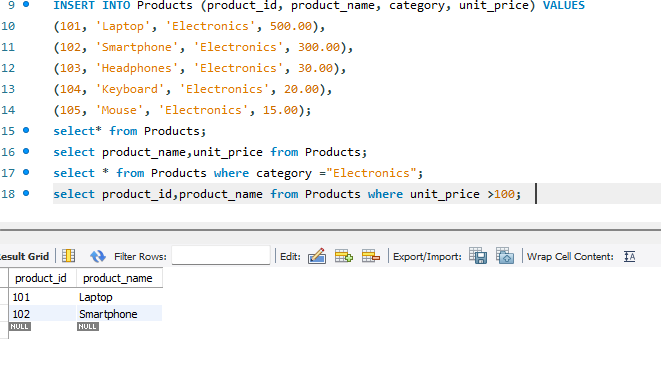 9 INSERT INTO Products (product_id, product_name, category, unit_price) VALUES
10 (101, 'Laptop', 'Electronics', 500.00),
11 (102, 'Smartphone', 'Electronics', 300.00),
12 (103, 'Headphones', 'Electronics', 30.00),
13 (104, 'Keyboard', 'Electronics', 20.00),
14 (105, 'Mouse', 'Electronics', 15.00);
15 select* from Products;
16 select product_name,unit_price from Products;
17 select * from Products where category ="Electronics";
18 select product_id,product_name from Products where unit_price >100;
esult Grid Filter Rows: Edit: Export/Import: Wrap Cell Content: IA
product_id product_name
101 Laptop
102 Smartphone
NULL NULL